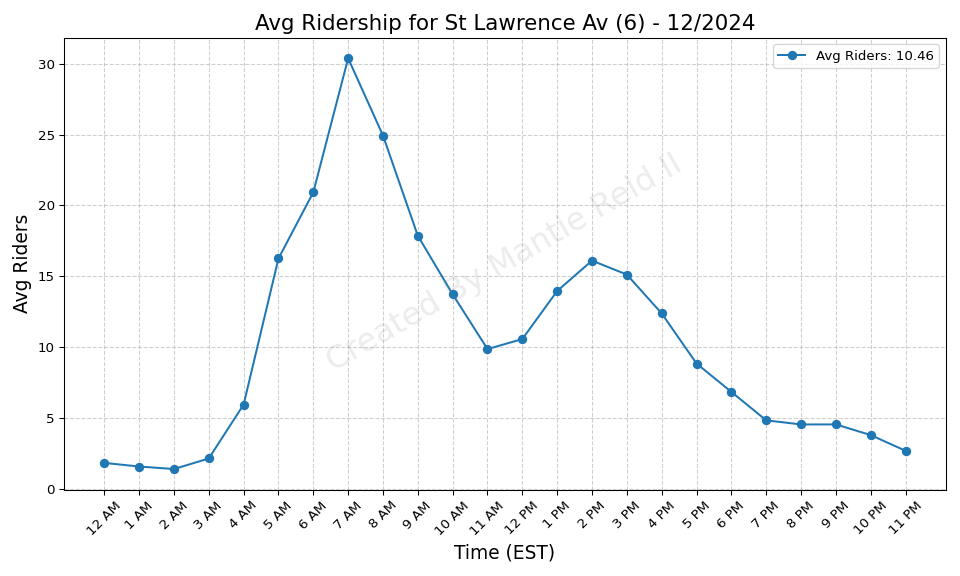 Avg Ridership for St Lawrence Av (6) - 12/2024
Avg Riders: 10.46
30
25
20
15
10
5
0
Avg Riders
Created By Mantie Reid II
12 AM
1 AM
2 AM
3 AM
4 AM
5 AM
6 AM
7 AM
8 AM
9 AM
10 AM
11 AM
12 PM
1 PM
2 PM
3 PM
4 PM
5 PM
6 PM
7 PM
8 PM
9 PM
10 PM
11 PM
Time (EST)